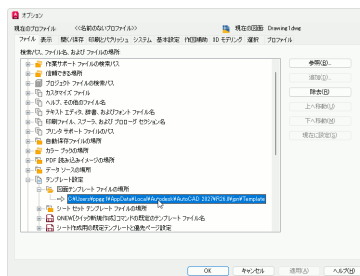 オプション
現在のプロファイル: <<名前のないプロファイル>> 現在の図面: Drawing1.dwg
ファイル 表示 開く/保存 印刷とパブリッシュ システム 基本設定 作図補助 3D モデリング 選択 プロファイル
検索パス、ファイル名、およびファイルの場所:
作業サポート ファイルの検索パス
信頼できる場所
プロジェクト ファイルの検索パス
カスタマイズ ファイル
ヘルプ、その他のファイル名
テキスト エディタ、辞書、およびフォント ファイル名
印刷ファイル、スプーラ、およびプロローグ セクション名
プリンタ サポート ファイルのパス
自動保存ファイルの場所
カラー ブックの場所
PDF 読み込みイメージの場所
データ ソースの場所
テンプレート設定
図面テンプレート ファイルの場所
シート セット テンプレート ファイルの場所
QNEW[クイック新規作成]コマンドの既定のテンプレート ファイル名
シート作成用の既定テンプレートと優先ページ設定
参照(B)...
追加(D)...
除去(R)
上へ移動(U)
下へ移動(W)
現在に設定(S)
OK キャンセル 適用(A) ヘルプ(H)